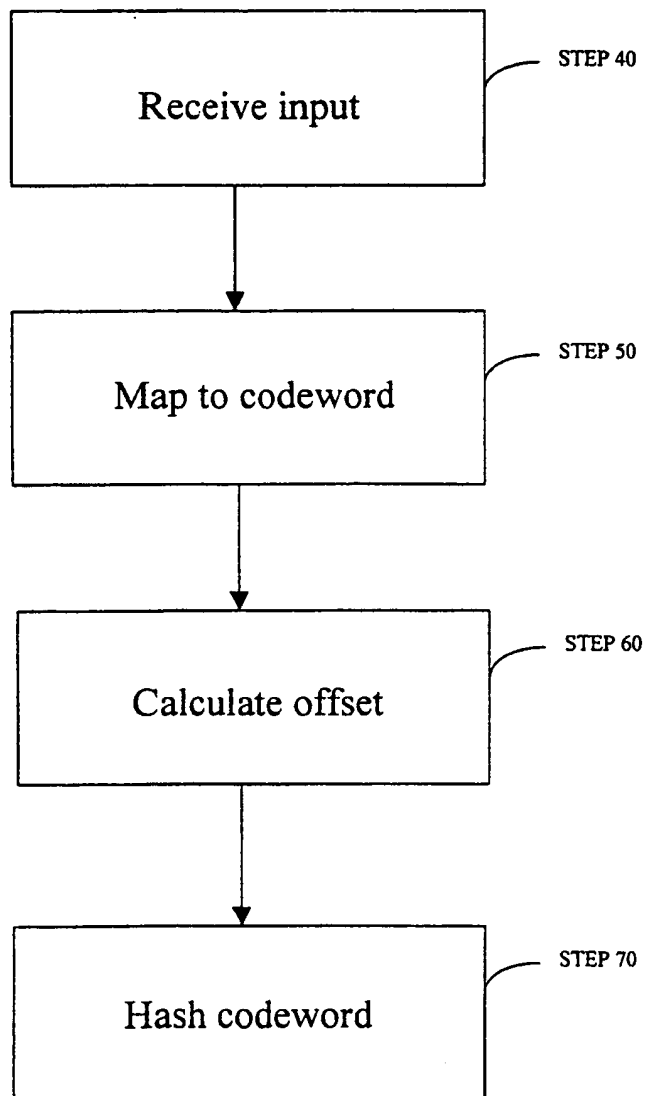 STEP 40
Receive input
STEP 50
Map to codeword
STEP 60
Calculate offset
STEP 70
Hash codeword